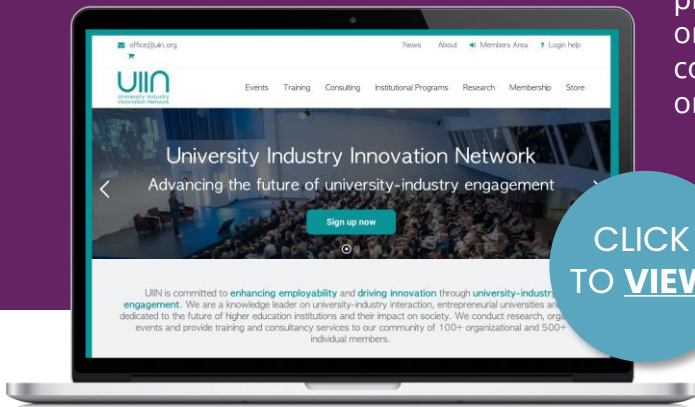 office@uiin.org
News About Members Area ? Login help
UIIN
University Industry
Innovation Network
Events Training Consulting Institutional Programs Research Membership Store
University Industry Innovation Network
Advancing the future of university-industry engagement
Sign up now
UIIN is committed to enhancing employability and driving innovation through university-industry
engagement. We are a knowledge leader on university-industry interaction, entrepreneurial universities
dedicated to the future of higher education institutions and their impact on society. We conduct research,
events and provide training and consultancy services to our community of 100+ organizational and 500+
individual members.
CLICK
TO VIEW